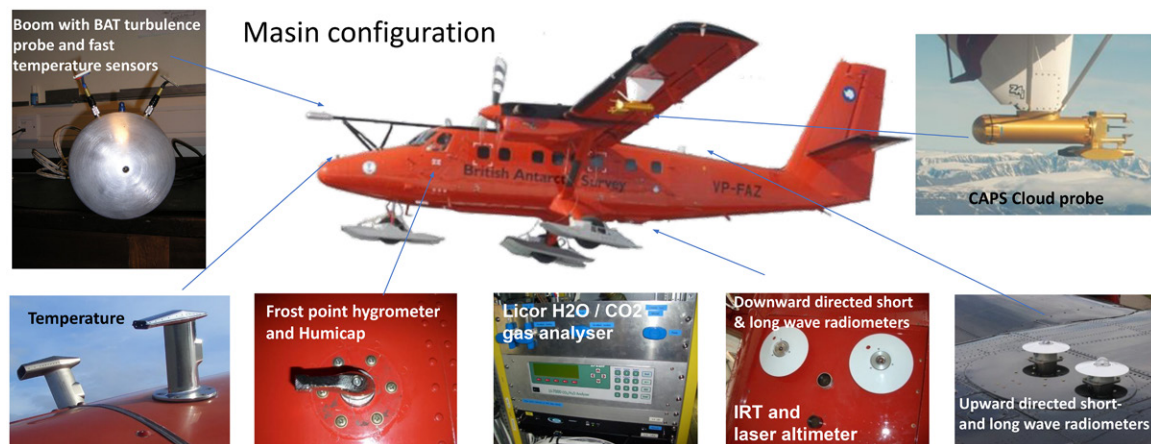 Boom with BAT turbulence
probe and fast
temperature sensors
Masin configuration
British Antarctic Survey
VP-FAZ
CAPS Cloud probe
Temperature
Frost point hygrometer
and Humicap
Licor H2O / CO2
gas analyser
Downward directed short
& long wave radiometers
IRT and
laser altimeter
Upward directed short-
and long wave radiometers